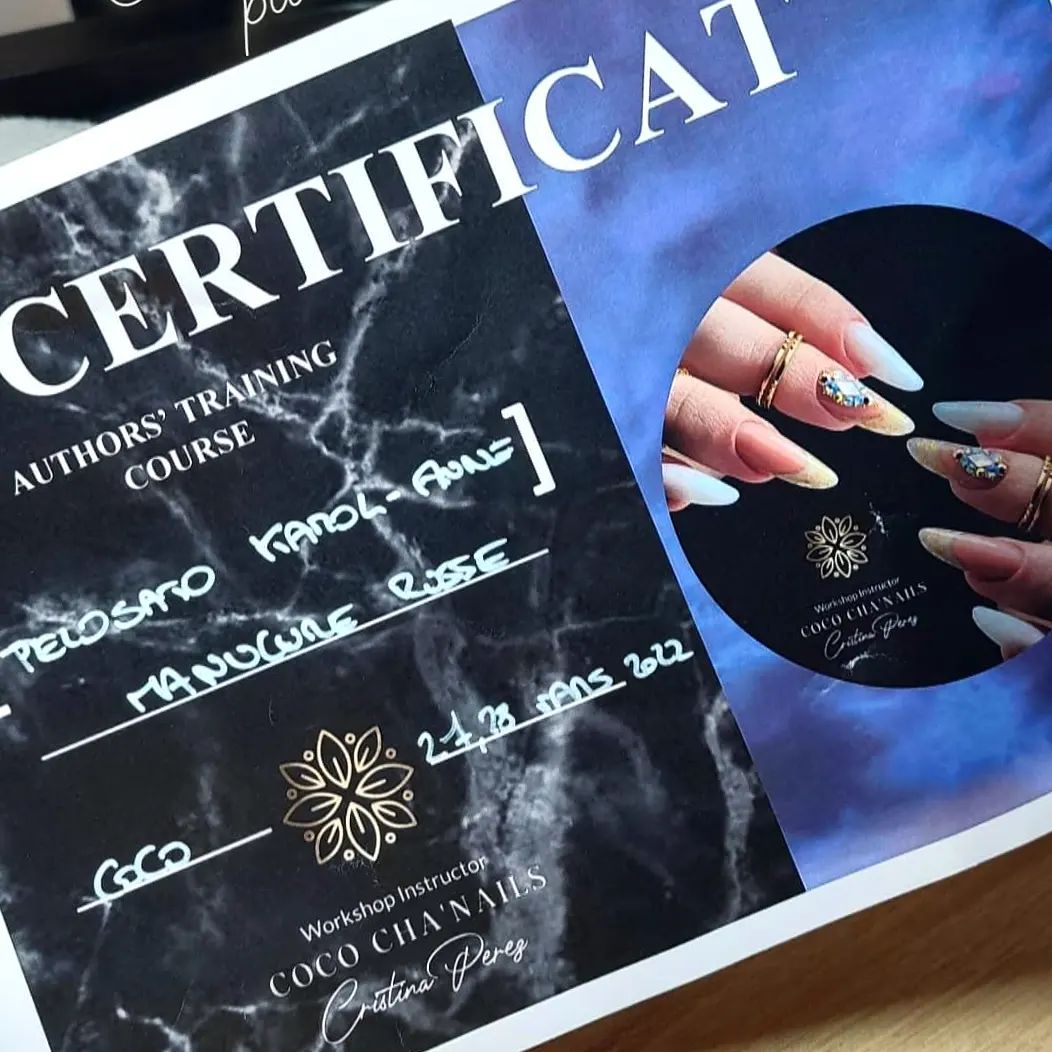 CERTIFICAT
AUTHORS' TRAINING
COURSE
PELOSATO KAROL-ANNE ]
MANUCURE RUSSE
27,28 MARS 2022
COCO
Workshop Instructor
COCO CHA'NAILS
Cristina Perez
Workshop Instructor
COCO CHA'NAILS
Cristina Perez